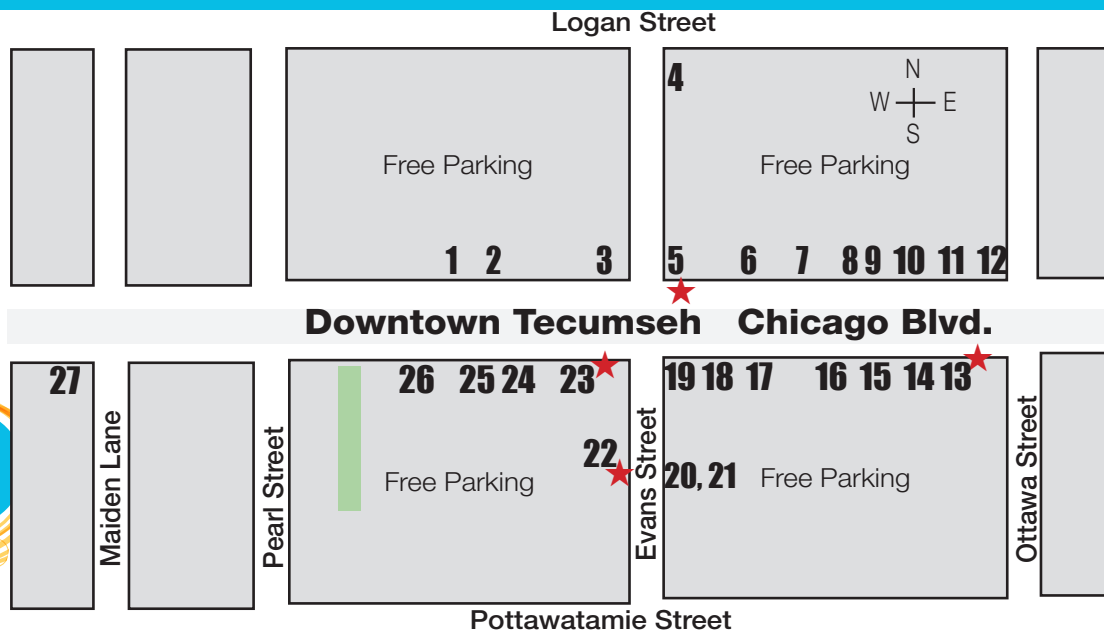 Logan Street
4
N
W E
S
Free Parking
Free Parking
1 2 3
5 6 7 8 9 10 11 12
Downtown Tecumseh Chicago Blvd.
27
26 25 24 23
19 18 17 16 15 14 13
22
20, 21
Free Parking
Free Parking
Maiden Lane
Pearl Street
Evans Street
Ottawa Street
Pottawatamie Street